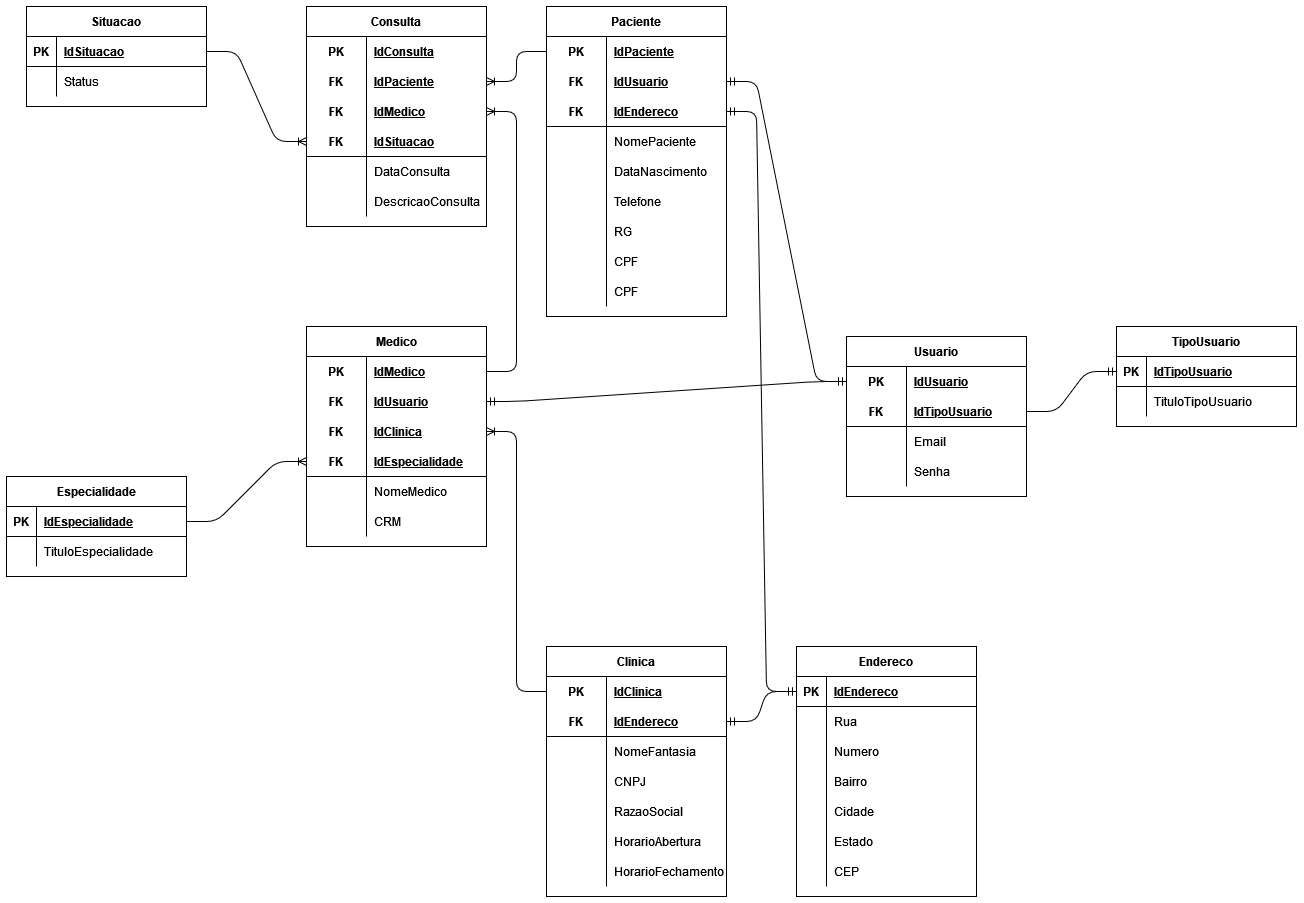 Situacao
PK IdSituacao
Status
Consulta
PK IdConsulta
FK IdPaciente
FK IdMedico
FK IdSituacao
DataConsulta
DescricaoConsulta
Paciente
PK IdPaciente
FK IdUsuario
FK IdEndereco
NomePaciente
DataNascimento
Telefone
RG
CPF
CPF
Medico
PK IdMedico
FK IdUsuario
FK IdClinica
FK IdEspecialidade
NomeMedico
CRM
Usuario
PK IdUsuario
FK IdTipoUsuario
Email
Senha
TipoUsuario
PK IdTipoUsuario
TituloTipoUsuario
Especialidade
PK IdEspecialidade
TituloEspecialidade
Clinica
PK IdClinica
FK IdEndereco
NomeFantasia
CNPJ
RazaoSocial
HorarioAbertura
HorarioFechamento
Endereco
PK IdEndereco
Rua
Numero
Bairro
Cidade
Estado
CEP